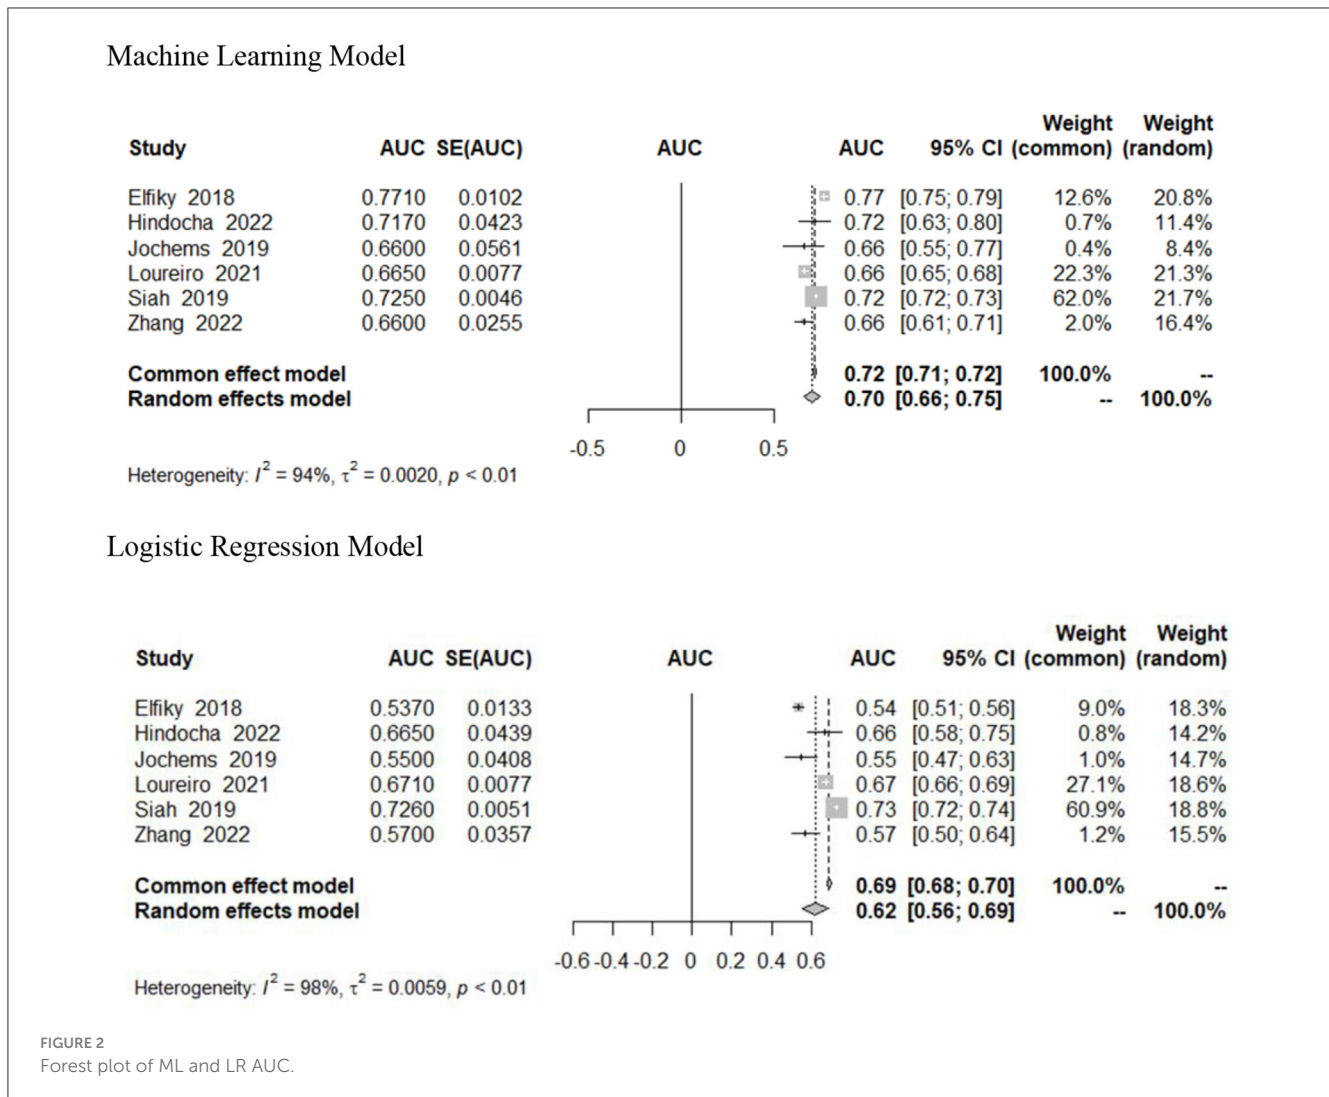 Machine Learning Model
Weight Weight
Study AUC SE(AUC) AUC AUC 95% CI (common) (random)
Elfiky 2018 0.7710 0.0102 0.77 [0.75; 0.79] 12.6% 20.8%
Hindocha 2022 0.7170 0.0423 0.72 [0.63; 0.80] 0.7% 11.4%
Jochems 2019 0.6600 0.0561 0.66 [0.55; 0.77] 0.4% 8.4%
Loureiro 2021 0.6650 0.0077 0.66 [0.65; 0.68] 22.3% 21.3%
Siah 2019 0.7250 0.0046 0.72 [0.72; 0.73] 62.0% 21.7%
Zhang 2022 0.6600 0.0255 0.66 [0.61; 0.71] 2.0% 16.4%
Common effect model 0.72 [0.71; 0.72] 100.0% --
Random effects model 0.70 [0.66; 0.75] -- 100.0%
-0.5 0 0.5
Heterogeneity: I² = 94%, τ² = 0.0020, p < 0.01
Logistic Regression Model
Weight Weight
Study AUC SE(AUC) AUC AUC 95% CI (common) (random)
Elfiky 2018 0.5370 0.0133 0.54 [0.51; 0.56] 9.0% 18.3%
Hindocha 2022 0.6650 0.0439 0.66 [0.58; 0.75] 0.8% 14.2%
Jochems 2019 0.5500 0.0408 0.55 [0.47; 0.63] 1.0% 14.7%
Loureiro 2021 0.6710 0.0077 0.67 [0.66; 0.69] 27.1% 18.6%
Siah 2019 0.7260 0.0051 0.73 [0.72; 0.74] 60.9% 18.8%
Zhang 2022 0.5700 0.0357 0.57 [0.50; 0.64] 1.2% 15.5%
Common effect model 0.69 [0.68; 0.70] 100.0% --
Random effects model 0.62 [0.56; 0.69] -- 100.0%
-0.6 -0.4 -0.2 0 0.2 0.4 0.6
Heterogeneity: I² = 98%, τ² = 0.0059, p < 0.01
FIGURE 2
Forest plot of ML and LR AUC.